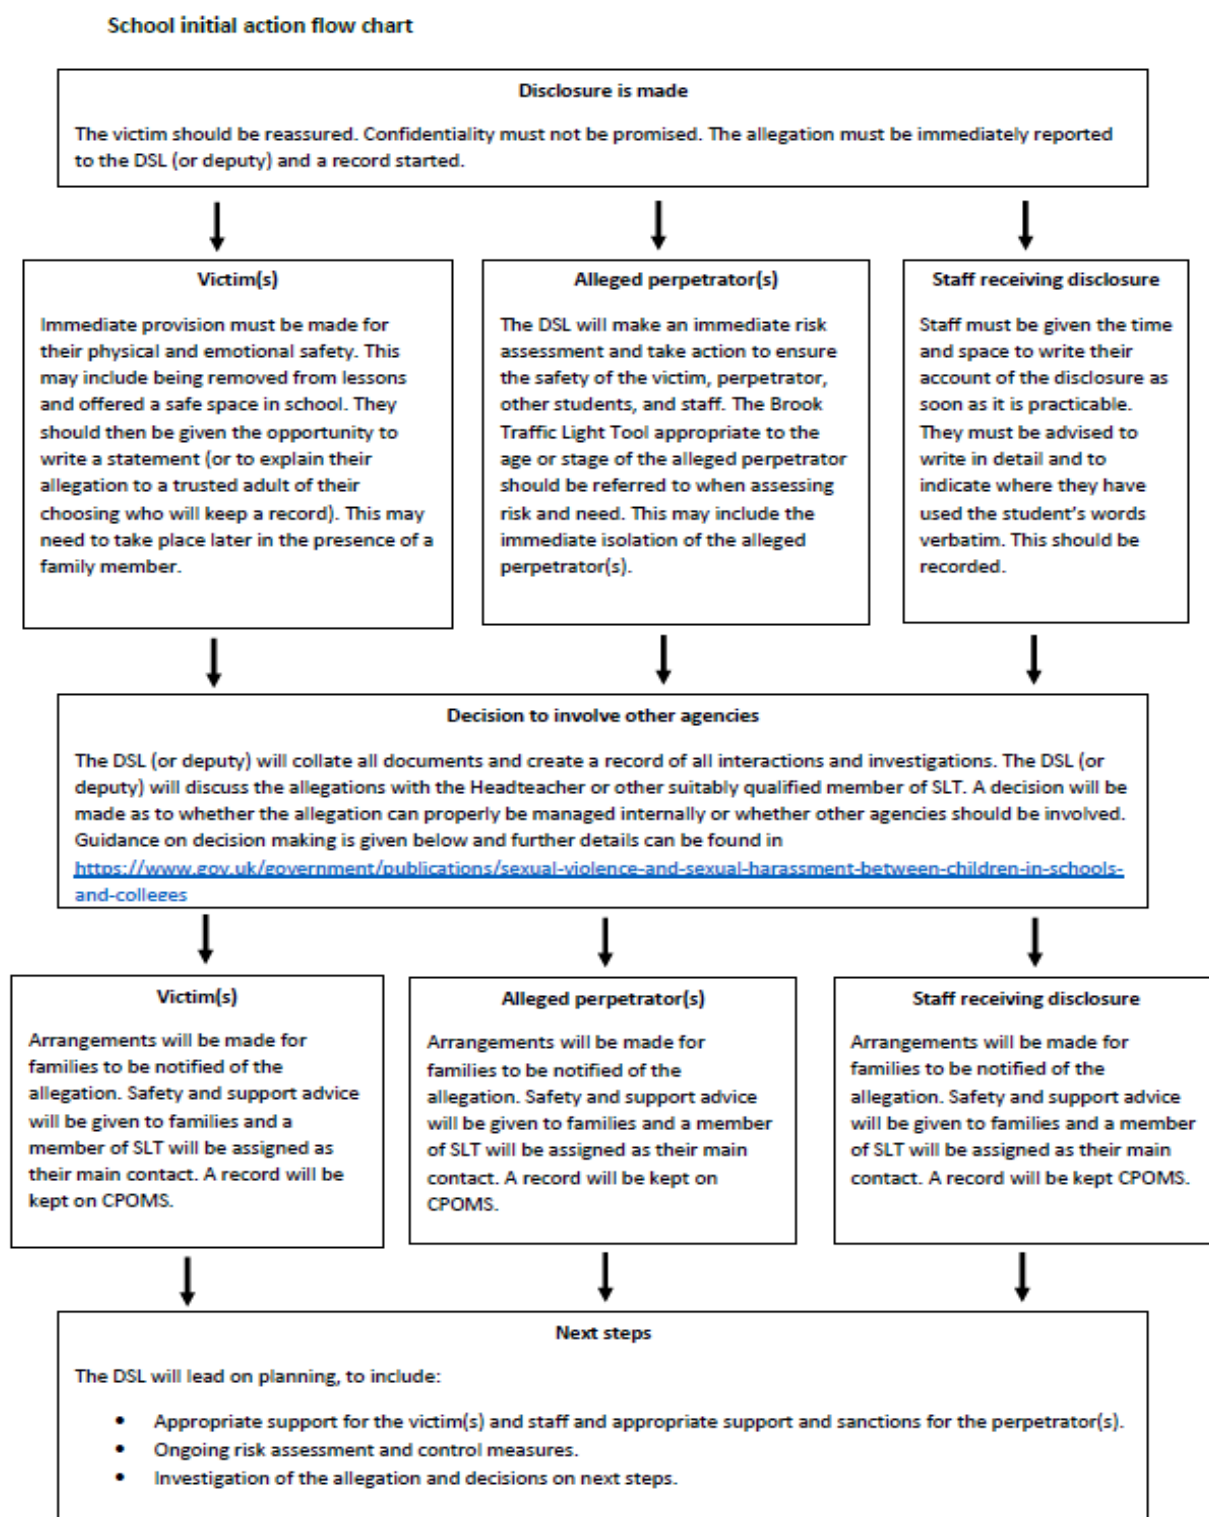 School initial action flow chart
Disclosure is made
The victim should be reassured. Confidentiality must not be promised. The allegation must be immediately reported
to the DSL (or deputy) and a record started.
Victim(s)
Immediate provision must be made for
their physical and emotional safety. This
may include being removed from lessons
and offered a safe space in school. They
should then be given the opportunity to
write a statement (or to explain their
allegation to a trusted adult of their
choosing who will keep a record). This may
need to take place later in the presence of a
family member.
Alleged perpetrator(s)
The DSL will make an immediate risk
assessment and take action to ensure
the safety of the victim, perpetrator,
other students, and staff. The Brook
Traffic Light Tool appropriate to the
age or stage of the alleged perpetrator
should be referred to when assessing
risk and need. This may include the
immediate isolation of the alleged
perpetrator(s).
Staff receiving disclosure
Staff must be given the time
and space to write their
account of the disclosure as
soon as it is practicable.
They must be advised to
write in detail and to
indicate where they have
used the student's words
verbatim. This should be
recorded.
Decision to involve other agencies
The DSL (or deputy) will collate all documents and create a record of all interactions and investigations. The DSL (or
deputy) will discuss the allegations with the Headteacher or other suitably qualified member of SLT. A decision will be
made as to whether the allegation can properly be managed internally or whether other agencies should be involved.
Guidance on decision making is given below and further details can be found in
https://www.gov.uk/government/publications/sexual-violence-and-sexual-harassment-between-children-in-schools-
and-colleges
Victim(s)
Arrangements will be made for
families to be notified of the
allegation. Safety and support advice
will be given to families and a
member of SLT will be assigned as
their main contact. A record will be
kept on CPOMS.
Alleged perpetrator(s)
Arrangements will be made for
families to be notified of the
allegation. Safety and support advice
will be given to families and a member
of SLT will be assigned as their main
contact. A record will be kept on
CPOMS.
Staff receiving disclosure
Arrangements will be made for
families to be notified of the
allegation. Safety and support advice
will be given to families and a member
of SLT will be assigned as their main
contact. A record will be kept CPOMS.
Next steps
The DSL will lead on planning, to include:
• Appropriate support for the victim(s) and staff and appropriate support and sanctions for the perpetrator(s).
• Ongoing risk assessment and control measures.
• Investigation of the allegation and decisions on next steps.